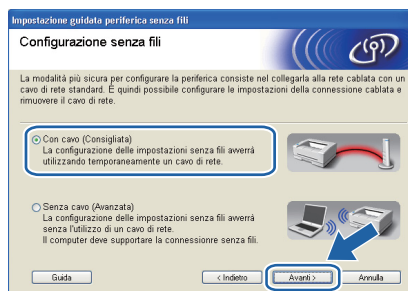 Impostazione guidata periferica senza fili
Configurazione senza fili
La modalità più sicura per configurare la periferica consiste nel collegarla alla rete cablata con un
cavo di rete standard. È quindi possibile configurare le impostazioni della connessione cablata e
rimuovere il cavo di rete.
Con cavo (Consigliata)
La configurazione delle impostazioni senza fili avverrà
utilizzando temporaneamente un cavo di rete.
Senza cavo (Avanzata)
La configurazione delle impostazioni senza fili avverrà
senza l'utilizzo di un cavo di rete.
Il computer deve supportare la connessionre senza fili.
Guida
< Indietro
Avanti >
Annulla